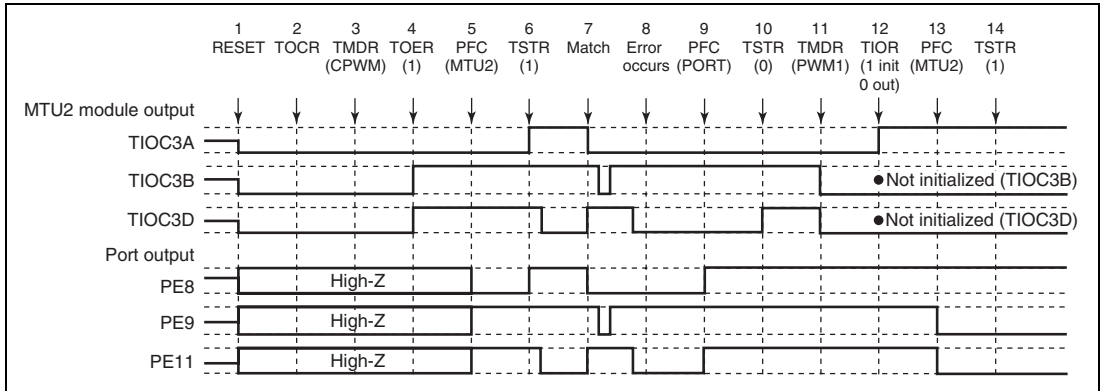 1 2 3 4 5 6 7 8 9 10 11 12 13 14
RESET TOCR TMDR TOER PFC TSTR Match Error PFC TSTR TMDR TIOR PFC TSTR
(CPWM) (1) (MTU2) (1) occurs (PORT) (0) (PWM1) (1 init (MTU2) (1)
0 out)
MTU2 module output
TIOC3A
TIOC3B ●Not initialized (TIOC3B)
TIOC3D ●Not initialized (TIOC3D)
Port output
PE8 High-Z
PE9 High-Z
PE11 High-Z